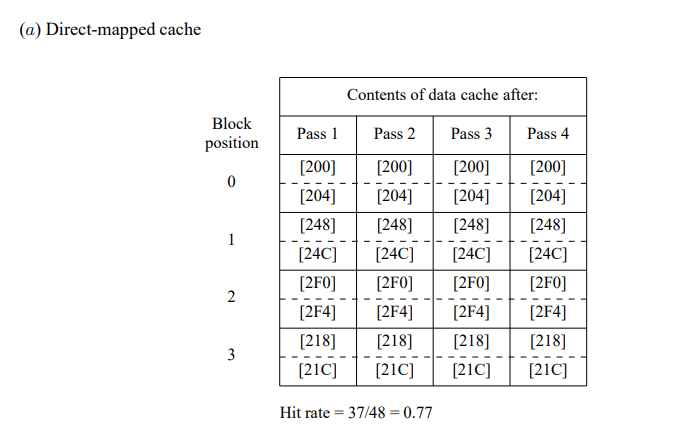 (a) Direct-mapped cache
Contents of data cache after:
Block position
Pass 1 Pass 2 Pass 3 Pass 4
0
[200] [200] [200] [200]
[204] [204] [204] [204]
1
[248] [248] [248] [248]
[24C] [24C] [24C] [24C]
2
[2F0] [2F0] [2F0] [2F0]
[2F4] [2F4] [2F4] [2F4]
3
[218] [218] [218] [218]
[21C] [21C] [21C] [21C]
Hit rate = 37/48 = 0.77